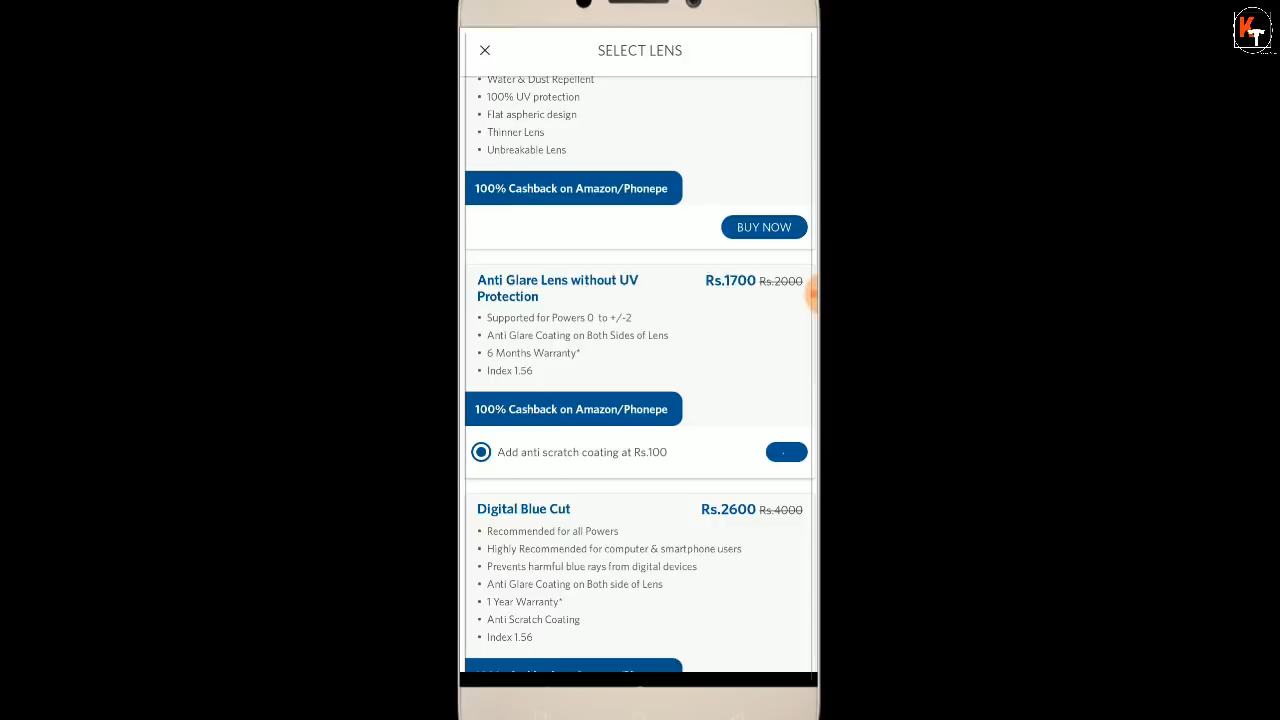 KT
SELECT LENS
• Water & Dust Repellent
• 100% UV protection
• Flat aspheric design
• Thinner Lens
• Unbreakable Lens
100% Cashback on Amazon/Phonepe
BUY NOW
Anti Glare Lens without UV Protection Rs.1700 Rs.2000
• Supported for Powers 0 to +/-2
• Anti Glare Coating on Both Sides of Lens
• 6 Months Warranty*
• Index 1.56
100% Cashback on Amazon/Phonepe
Add anti scratch coating at Rs.100
Digital Blue Cut Rs.2600 Rs.4000
• Recommended for all Powers
• Highly Recommended for computer & smartphone users
• Prevents harmful blue rays from digital devices
• Anti Glare Coating on Both side of Lens
• 1 Year Warranty*
• Anti Scratch Coating
• Index 1.56